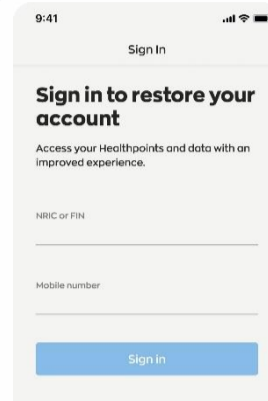 9:41
Sign In
Sign in to restore your
account
Access your Healthpoints and data with an
improved experience.
NRIC or FIN
Mobile number
Sign in